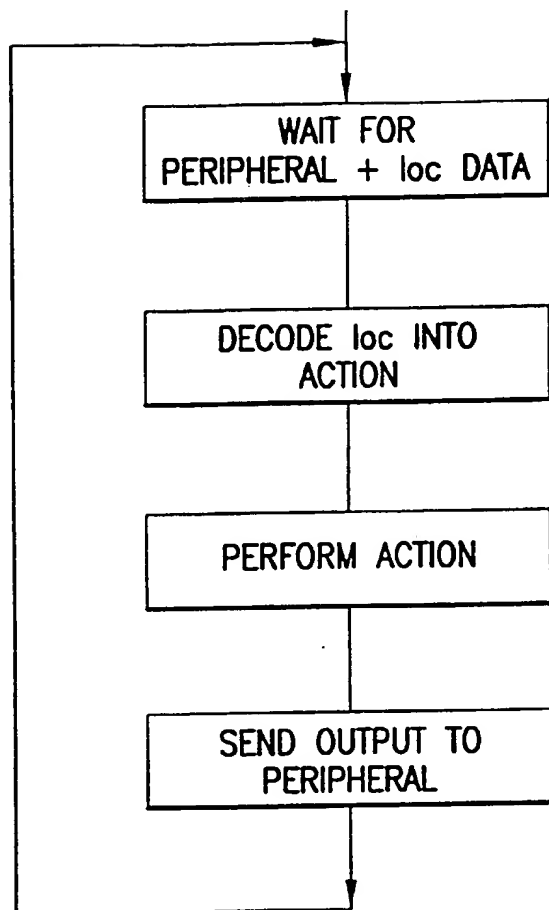 WAIT FOR
PERIPHERAL + loc DATA
DECODE loc INTO
ACTION
PERFORM ACTION
SEND OUTPUT TO
PERIPHERAL